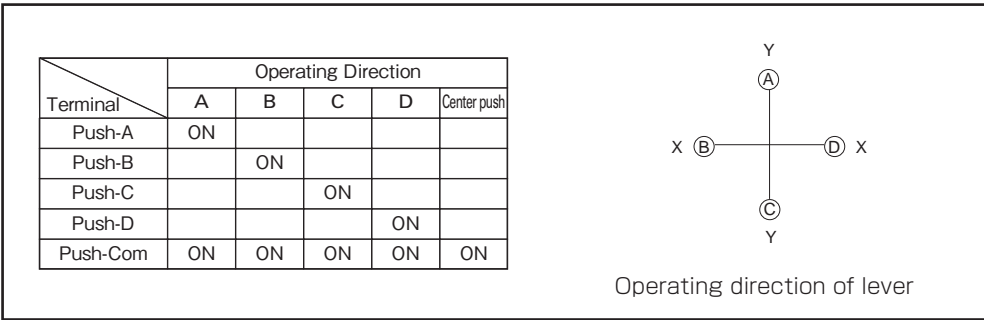 Operating Direction
Terminal A B C D Center push
Push-A ON
Push-B ON
Push-C ON
Push-D ON
Push-Com ON ON ON ON ON
Y
A
X B D X
C
Y
Operating direction of lever